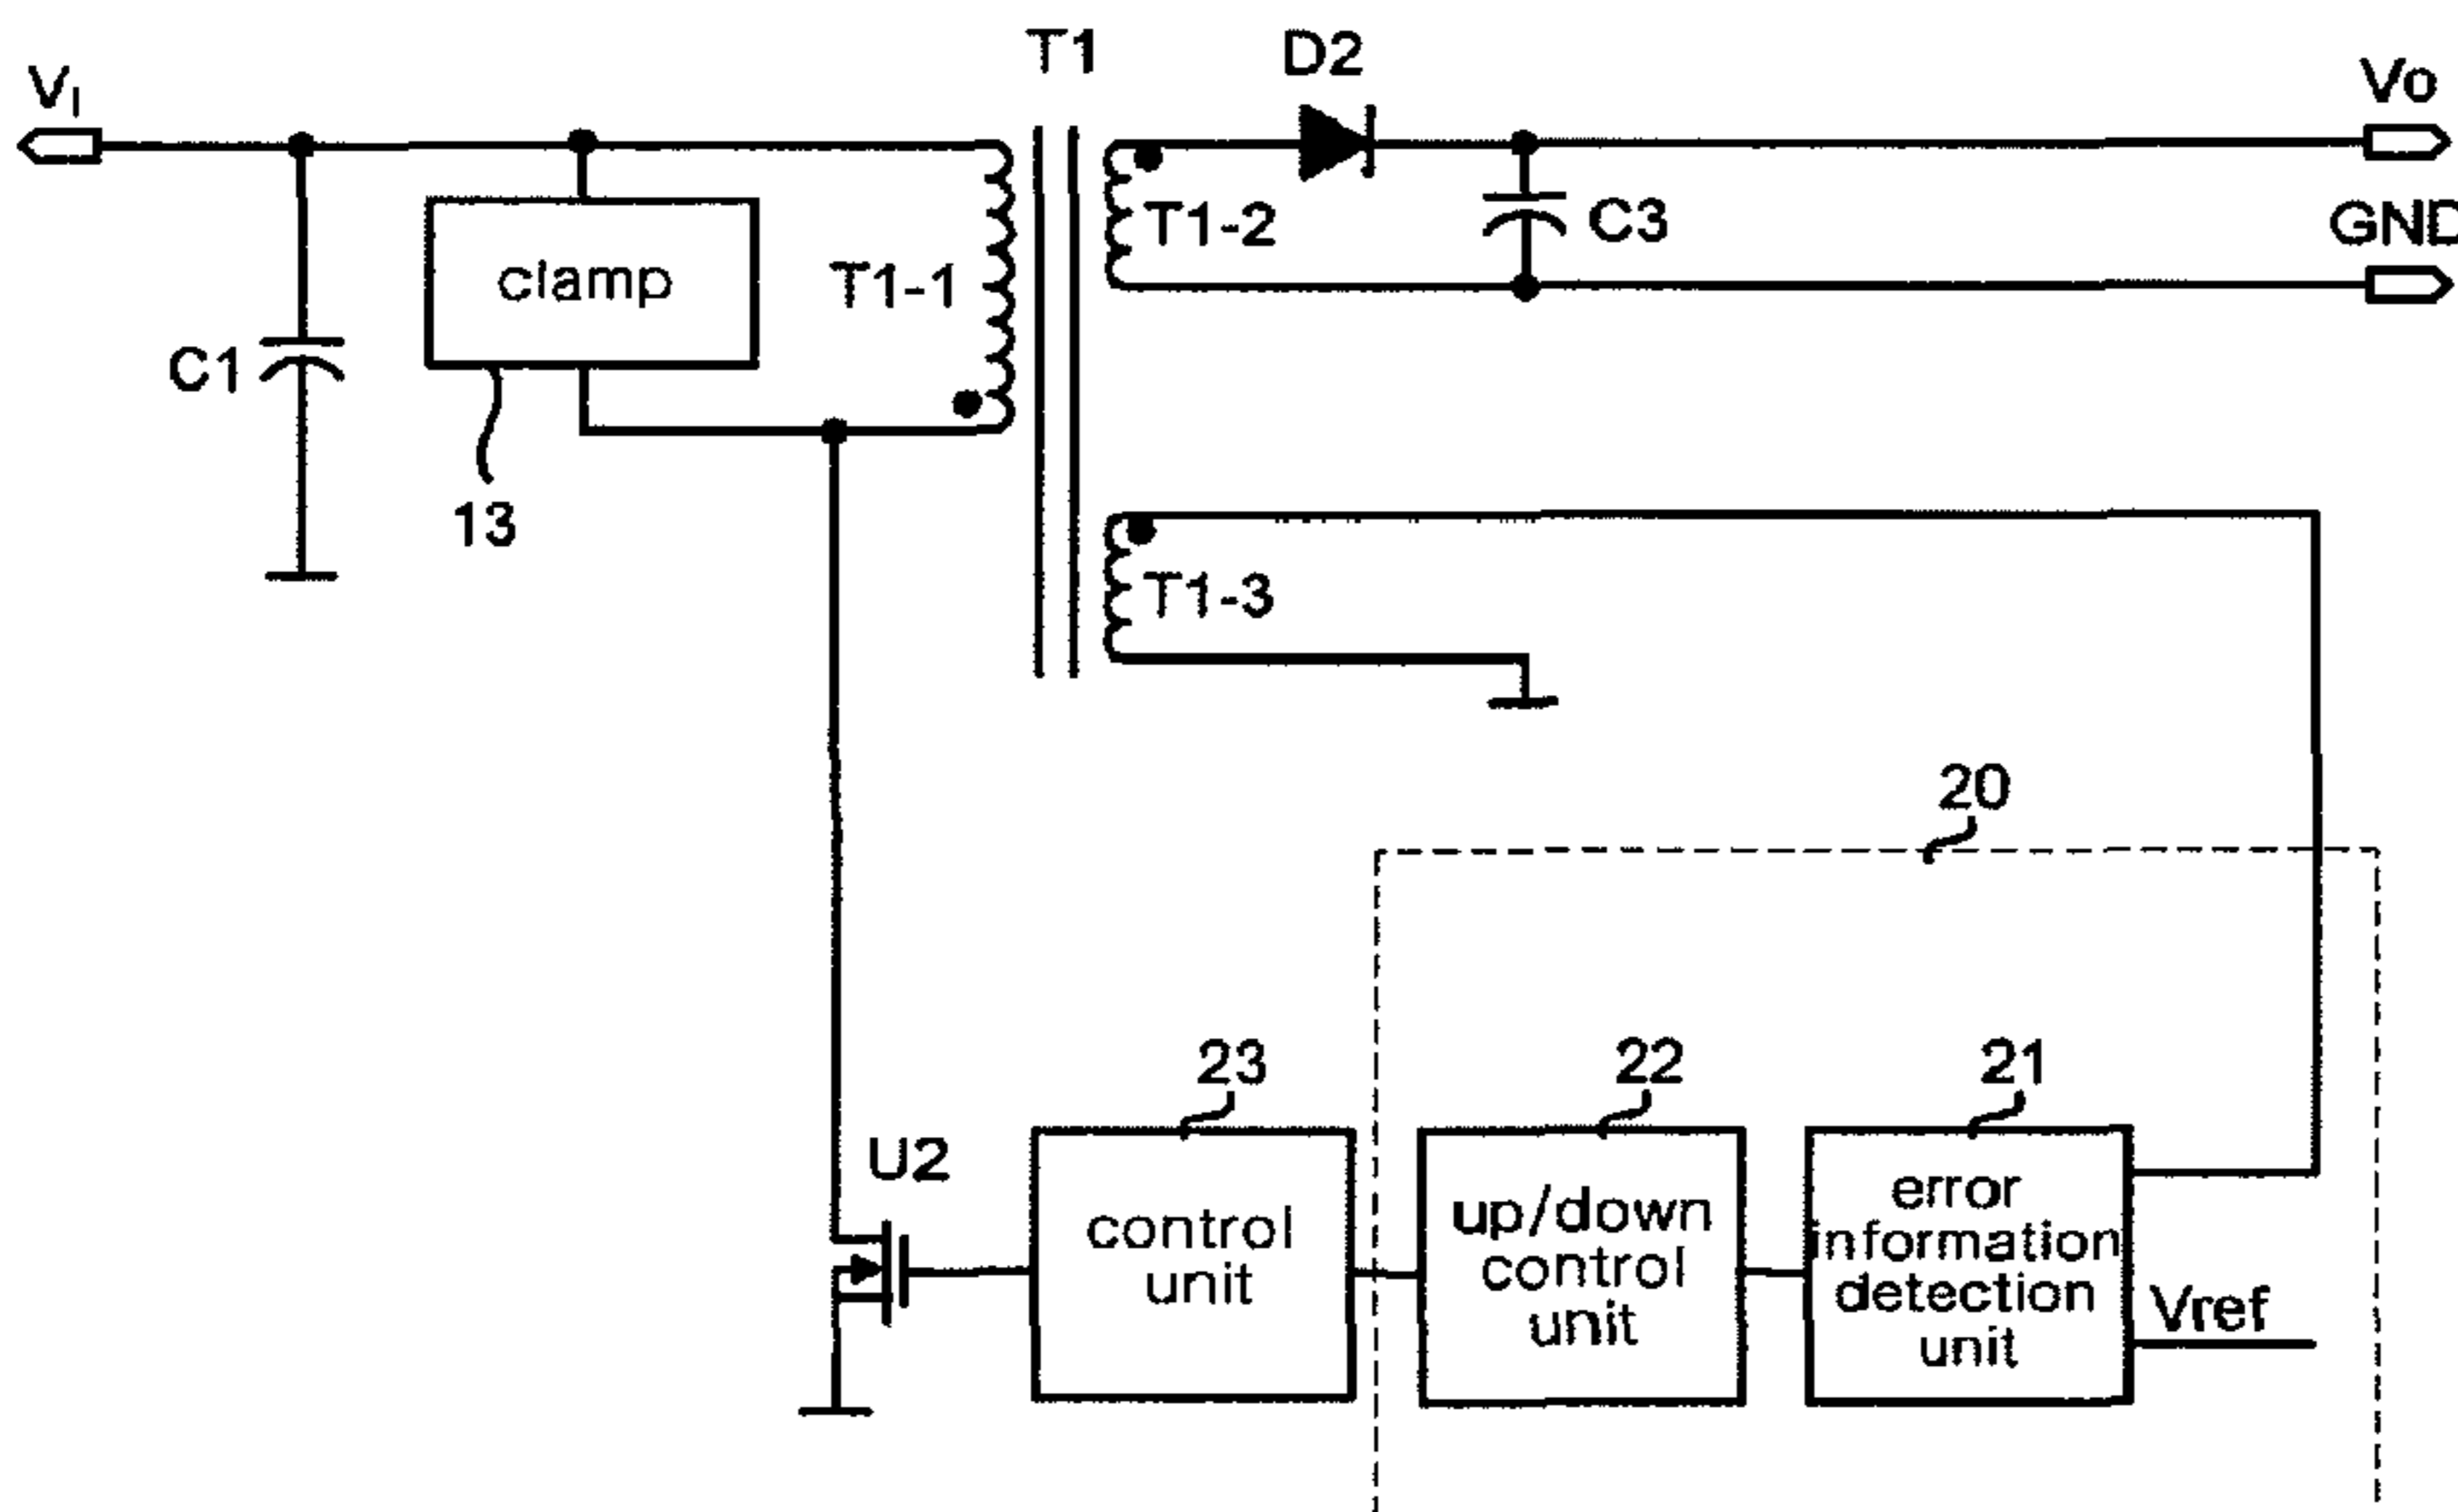 T1
D2
Vo
VI
T1-2
C3
GND
clamp
T1-1
C1
13
T1-3
20
23
22
21
U2
control
unit
up/down
control
unit
error
information
detection
unit
Vref